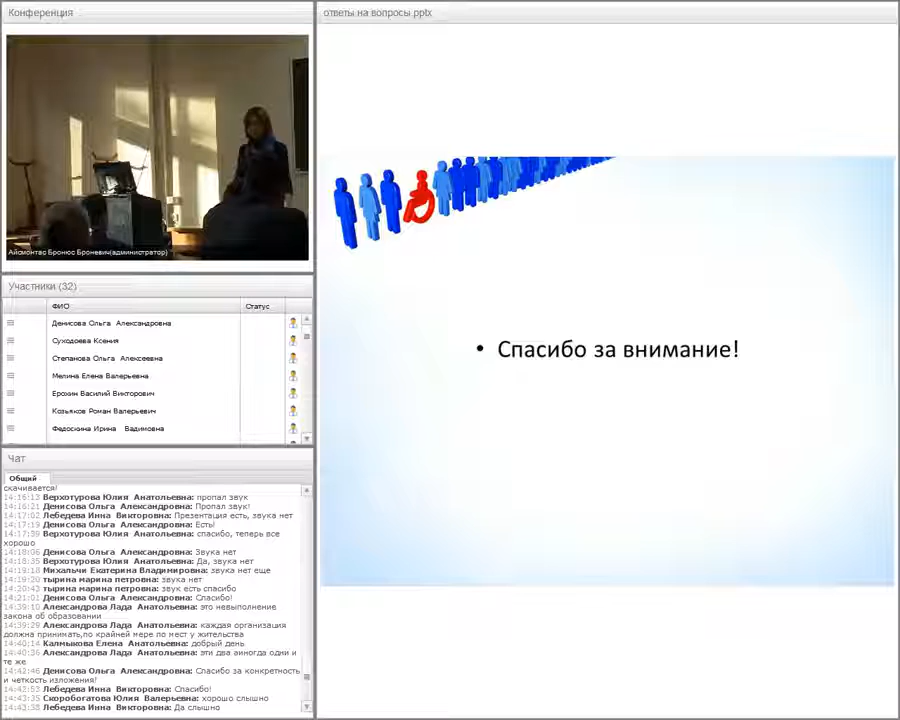 Конференция
Айсмонтас Бронюс Броневич(администратор)
Участники (32)
ФИО Статус
Денисова Ольга Александровна
Суходоева Ксения
Степанова Ольга Алексеевна
Мелина Елена Валерьевна
Ерохин Василий Викторович
Козьяков Роман Валерьевич
Федоскина Ирина Вадимовна
Чат
Общий
скачивается!
14:16:13 Верхотурова Юлия Анатольевна: пропал звук
14:16:21 Денисова Ольга Александровна: Пропал звук!
14:17:02 Лебедева Инна Викторовна: Презентация есть, звука нет
14:17:19 Денисова Ольга Александровна: Есть!
14:17:59 Верхотурова Юлия Анатольевна: спасибо, теперь все
хорошо
14:18:06 Денисова Ольга Александровна: Звука нет
14:18:35 Верхотурова Юлия Анатольевна: Да, звука нет
14:19:18 Михальчи Екатерина Владимировна: звука нет еще
14:19:20 тырина марина петровна: звука нет
14:20:43 тырина марина петровна: звук есть спасибо
14:21:01 Денисова Ольга Александровна: Спасибо!
14:39:10 Александрова Лада Анатольевна: это невыполнение
закона об образовании
14:39:29 Александрова Лада Анатольевна: каждая организация
должна принимать,по крайней мере по мест у жительства
14:40:14 Калмыкова Елена Анатольевна: добрый день
14:40:36 Александрова Лада Анатольевна: эти два аиногда одни и
те же
14:42:46 Денисова Ольга Александровна: Спасибо за конкретность
и четкость изложения!
14:42:53 Лебедева Инна Викторовна: Спасибо!
14:43:35 Скоробогатова Юлия Валерьевна: хорошо слышно
14:43:38 Лебедева Инна Викторовна: Да слышно
ответы на вопросы.pptx
• Спасибо за внимание!